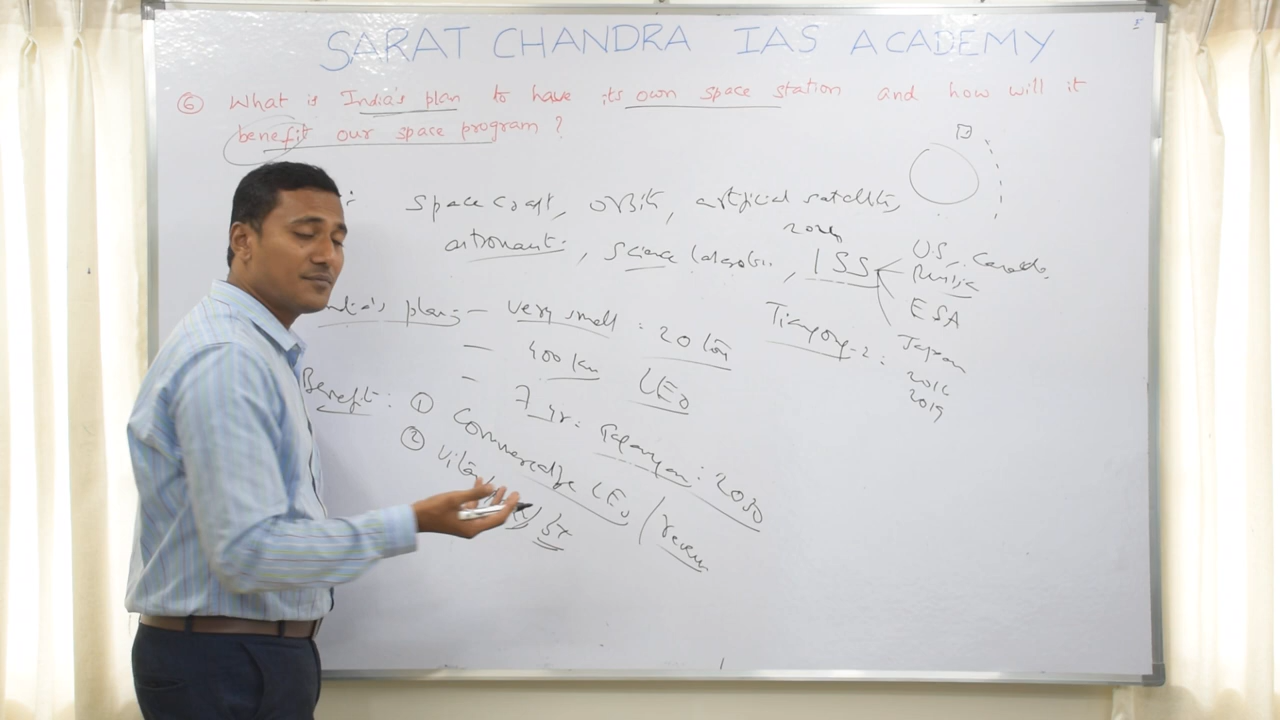 SARAT CHANDRA IAS ACADEMY
⑥ What is India's plan to have its own space station and how will it
benefit our space program ?
Spacecraft, orbit, artificial satellite,
astronaut, Science
2024
ISS
U.S, Canada,
Russia
ESA
Japan
India's plan - very small : 20 ton
- 400 km LEO
- 7 yr : Gaganyaan : 2030
Tiangong-2 :
2016
2019
Benefit : ① Commercialize LEO /
②